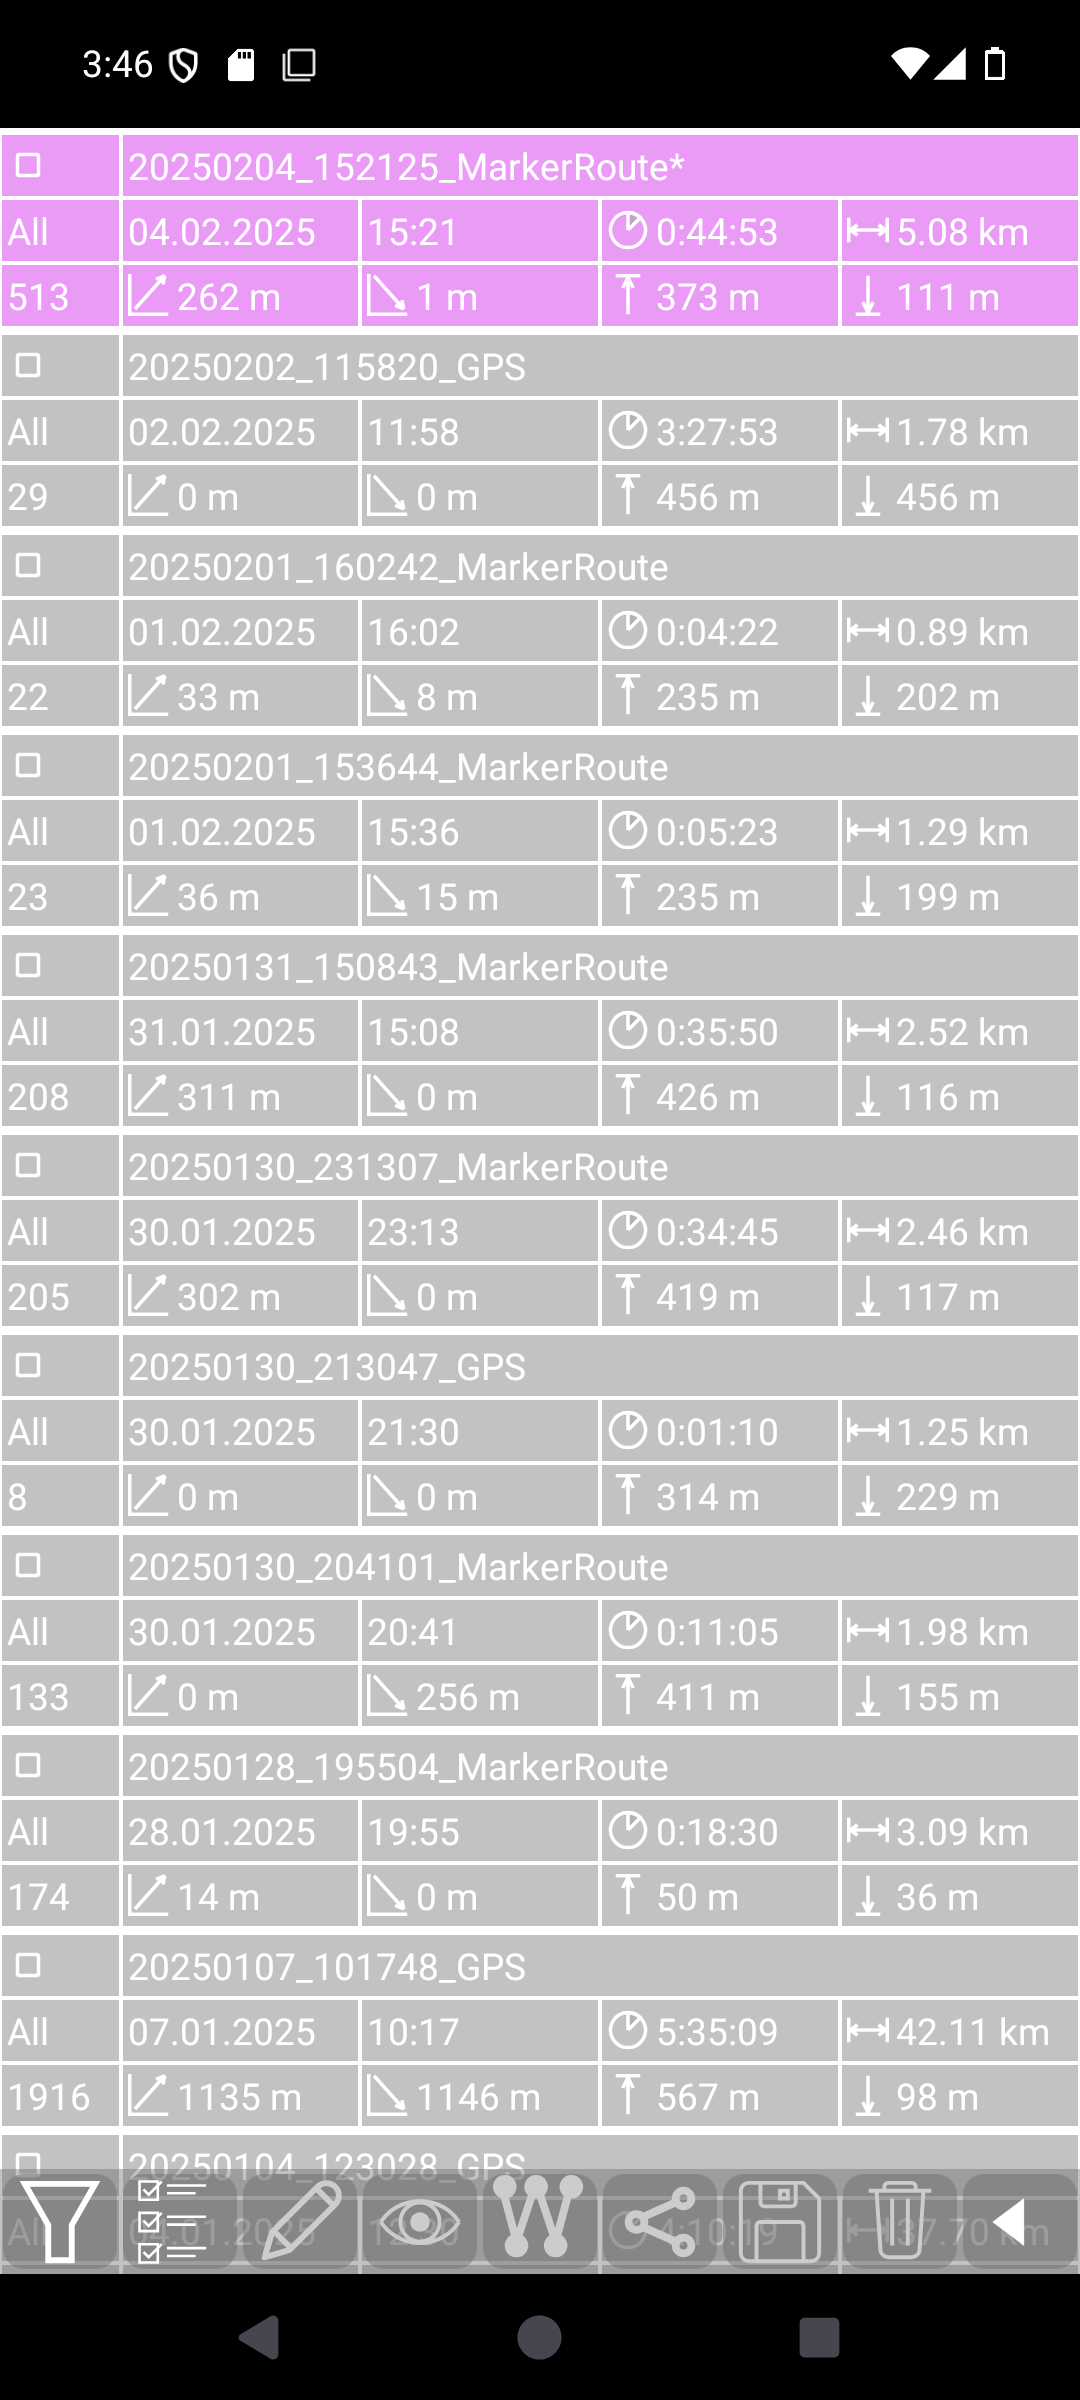 3:46
20250204_152125_MarkerRoute*
All 04.02.2025 15:21 0:44:53 5.08 km
513 262 m 1 m 373 m 111 m
20250202_115820_GPS
All 02.02.2025 11:58 3:27:53 1.78 km
29 0 m 0 m 456 m 456 m
20250201_160242_MarkerRoute
All 01.02.2025 16:02 0:04:22 0.89 km
22 33 m 8 m 235 m 202 m
20250201_153644_MarkerRoute
All 01.02.2025 15:36 0:05:23 1.29 km
23 36 m 15 m 235 m 199 m
20250131_150843_MarkerRoute
All 31.01.2025 15:08 0:35:50 2.52 km
208 311 m 0 m 426 m 116 m
20250130_231307_MarkerRoute
All 30.01.2025 23:13 0:34:45 2.46 km
205 302 m 0 m 419 m 117 m
20250130_213047_GPS
All 30.01.2025 21:30 0:01:10 1.25 km
8 0 m 0 m 314 m 229 m
20250130_204101_MarkerRoute
All 30.01.2025 20:41 0:11:05 1.98 km
133 0 m 256 m 411 m 155 m
20250128_195504_MarkerRoute
All 28.01.2025 19:55 0:18:30 3.09 km
174 14 m 0 m 50 m 36 m
20250107_101748_GPS
All 07.01.2025 10:17 5:35:09 42.11 km
1916 1135 m 1146 m 567 m 98 m
20250104_123028_GPS
All 04.01.2025 4:10:19 37.70 km